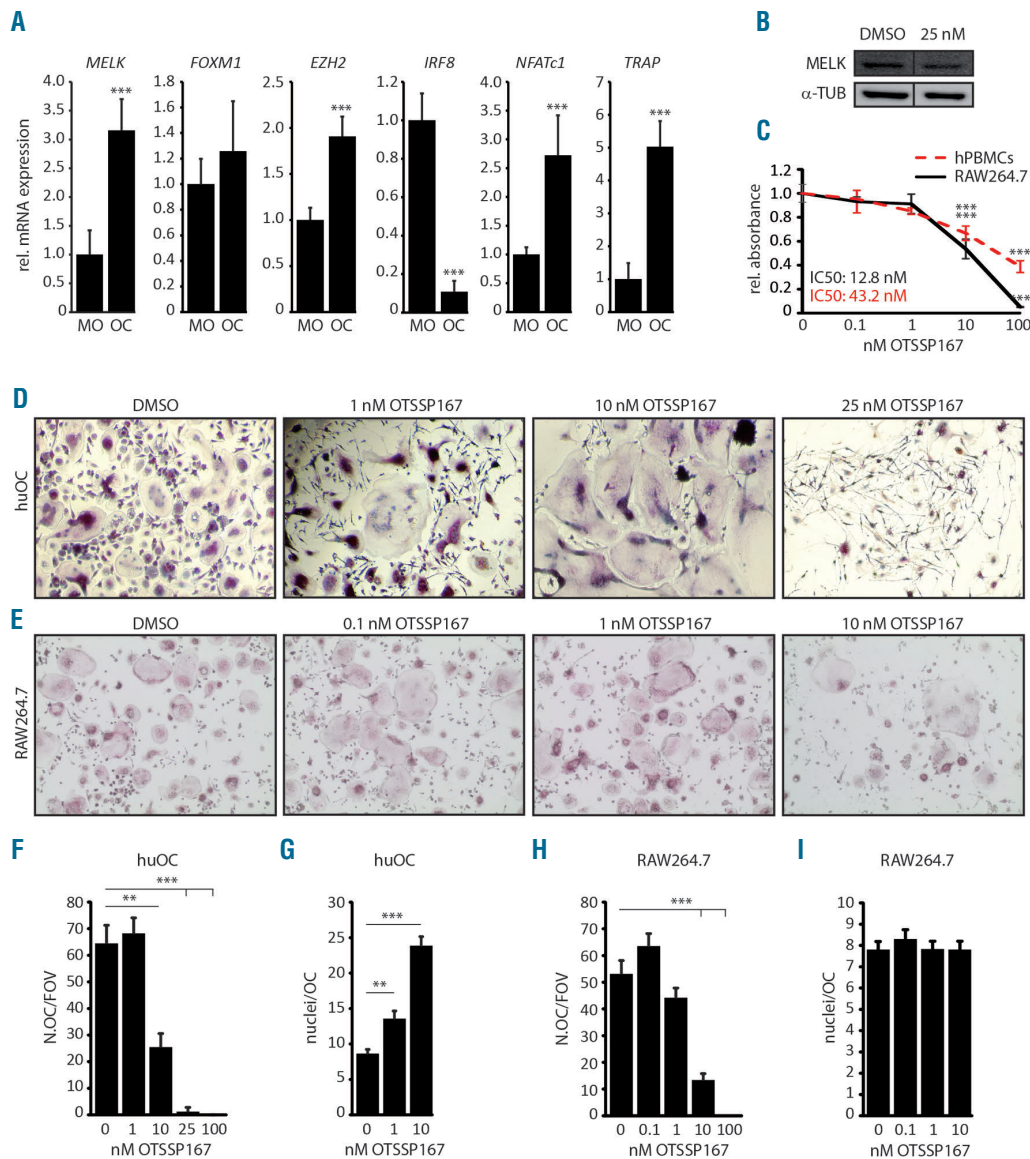 A
MELK FOXM1 EZH2 IRF8 NFATc1 TRAP
rel. mRNA expression
4.0 3.5 3.0 2.5 2.0 1.5 1.0 0.5 0
***
MO OC
1.8 1.6 1.4 1.2 1.0 0.8 0.6 0.4 0.2 0
MO OC
2.5 2.0 1.5 1.0 0.5 0
***
MO OC
1.2 1.0 0.8 0.6 0.4 0.2 0
***
MO OC
4.0 3.5 3.0 2.5 2.0 1.5 1.0 0.5 0
***
MO OC
7 6 5 4 3 2 1 0
***
MO OC
B
DMSO 25 nM
MELK
α-TUB
C
hPBMCs
RAW264.7
rel. absorbance
1.2 1.0 0.8 0.6 0.4 0.2 0
***
***
***
***
IC50: 12.8 nM
IC50: 43.2 nM
0 0.1 1 10 100
nM OTSSP167
D
DMSO 1 nM OTSSP167 10 nM OTSSP167 25 nM OTSSP167
huOC
E
DMSO 0.1 nM OTSSP167 1 nM OTSSP167 10 nM OTSSP167
RAW264.7
F
huOC
***
**
N.OC/FOV
80 70 60 50 40 30 20 10 0
0 1 10 25 100
nM OTSSP167
G
huOC
***
**
nuclei/OC
30 25 20 15 10 5 0
0 1 10
nM OTSSP167
H
RAW264.7
***
N.OC/FOV
80 70 60 50 40 30 20 10 0
0 0.1 1 10 100
nM OTSSP167
I
RAW264.7
nuclei/OC
10 9 8 7 6 5 4 3 2 1 0
0 0.1 1 10
nM OTSSP167